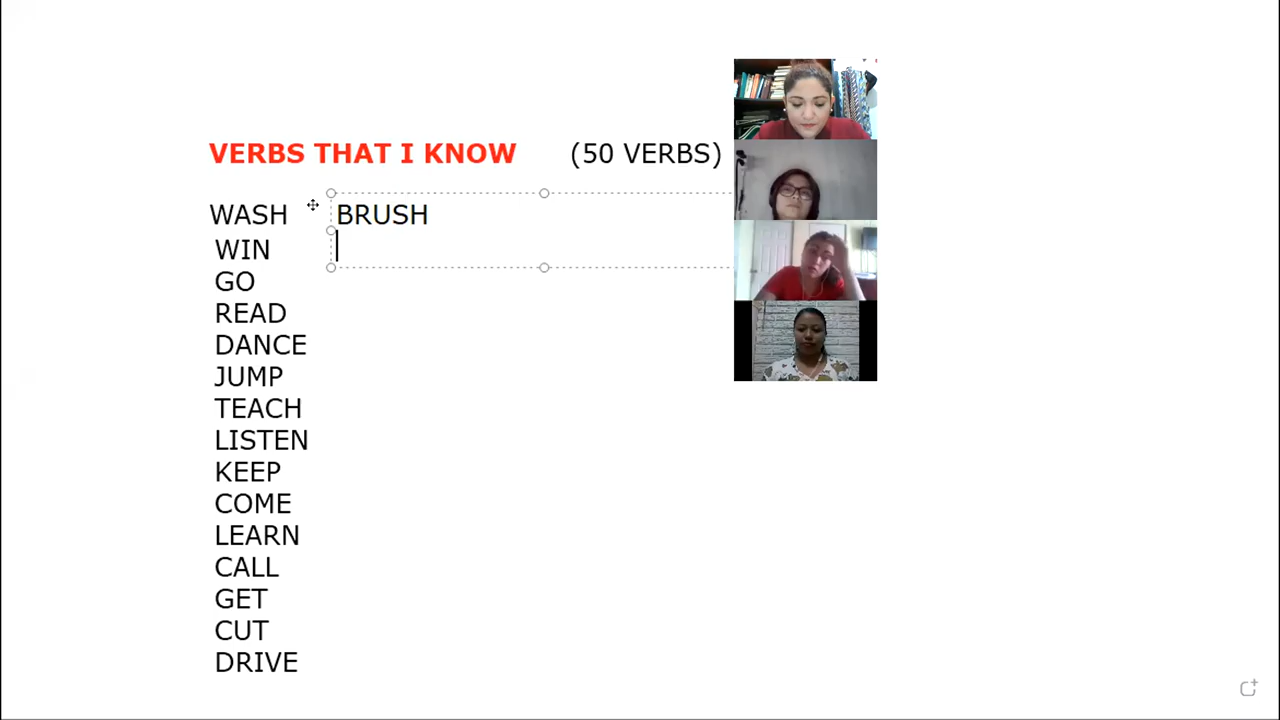 VERBS THAT I KNOW (50 VERBS)
WASH BRUSH
WIN
GO
READ
DANCE
JUMP
TEACH
LISTEN
KEEP
COME
LEARN
CALL
GET
CUT
DRIVE